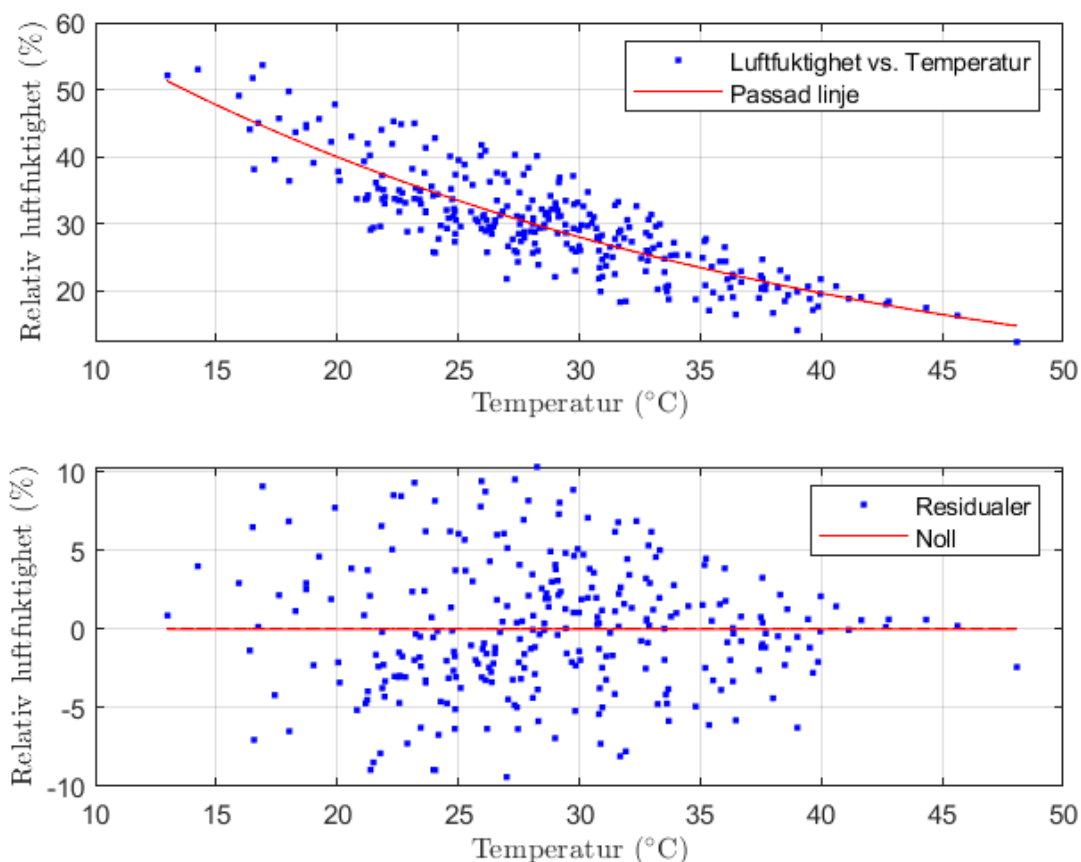 60
50
40
30
20
Relativ luftfuktighet (%)
Luftfuktighet vs. Temperatur
Passad linje
10 15 20 25 30 35 40 45 50
Temperatur (°C)
10
5
0
-5
-10
Relativ luftfuktighet (%)
Residualer
Noll
10 15 20 25 30 35 40 45 50
Temperatur (°C)